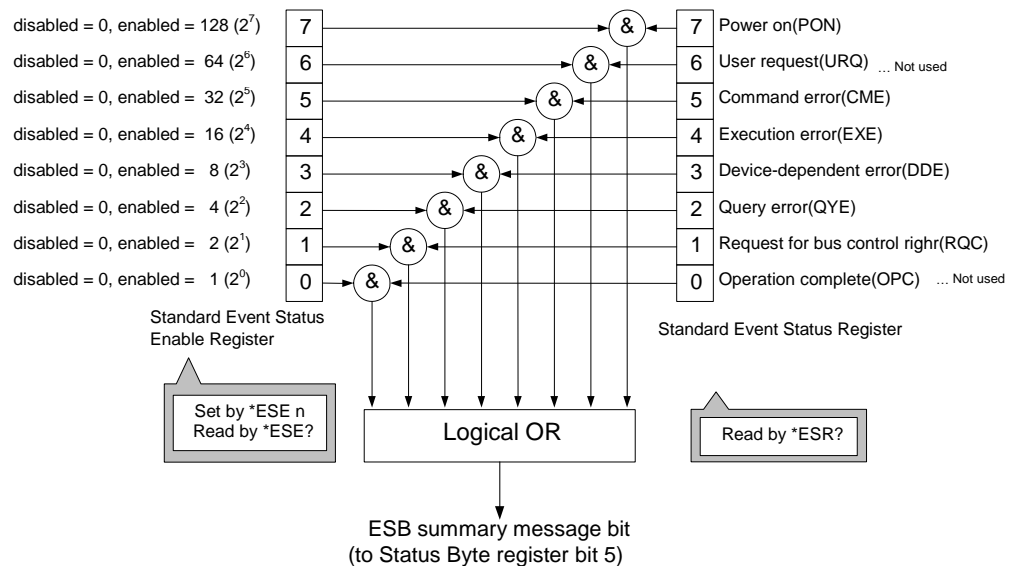 disabled = 0, enabled = 128 (2⁷) 7 & 7 Power on(PON)
disabled = 0, enabled = 64 (2⁶) 6 & 6 User request(URQ) ... Not used
disabled = 0, enabled = 32 (2⁵) 5 & 5 Command error(CME)
disabled = 0, enabled = 16 (2⁴) 4 & 4 Execution error(EXE)
disabled = 0, enabled = 8 (2³) 3 & 3 Device-dependent error(DDE)
disabled = 0, enabled = 4 (2²) 2 & 2 Query error(QYE)
disabled = 0, enabled = 2 (2¹) 1 & 1 Request for bus control righr(RQC)
disabled = 0, enabled = 1 (2⁰) 0 & 0 Operation complete(OPC) ... Not used
Standard Event Status
Enable Register
Standard Event Status Register
Set by *ESE n
Read by *ESE?
Logical OR
Read by *ESR?
ESB summary message bit
(to Status Byte register bit 5)